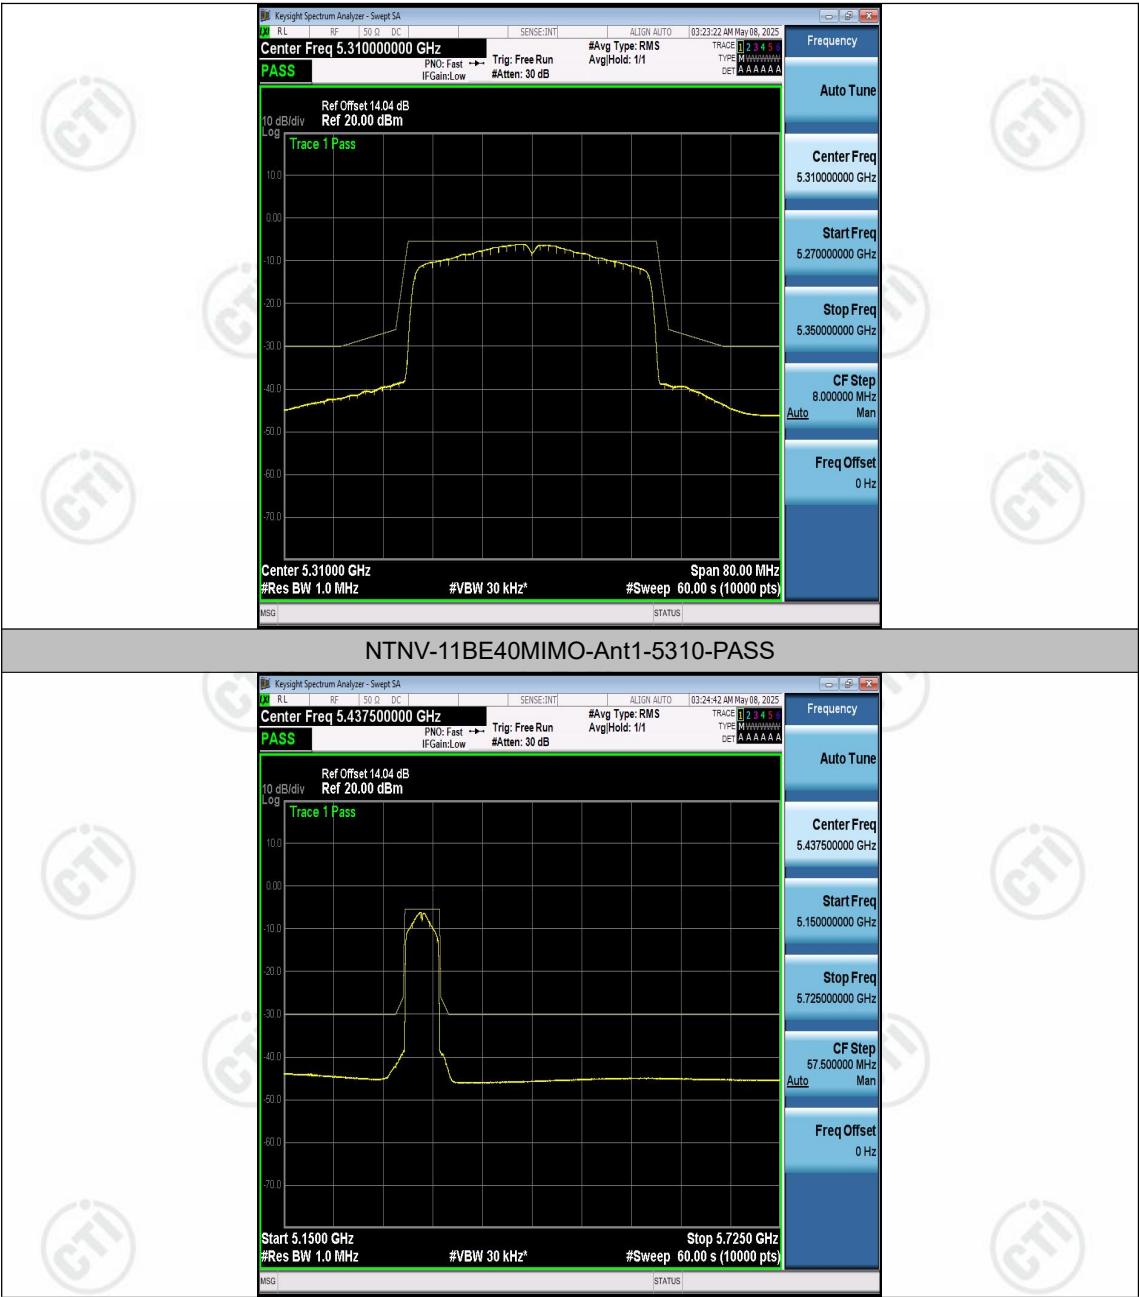 Keysight Spectrum Analyzer - Swept SA
RL RF 50 Ω DC SENSE:INT ALIGN AUTO 03:23:22 AM May 08, 2025
Center Freq 5.310000000 GHz
#Avg Type: RMS
TRACE 1 2 3 4 5 6
PASS
PNO: Fast
IFGain:Low
Trig: Free Run
#Atten: 30 dB
Avg|Hold: 1/1
TYPE M WWWWW
DET A A A A A A
Ref Offset 14.04 dB
10 dB/div Ref 20.00 dBm
Log
Trace 1 Pass
10.0
0.00
-10.0
-20.0
-30.0
-40.0
-50.0
-60.0
-70.0
Center 5.31000 GHz Span 80.00 MHz
#Res BW 1.0 MHz #VBW 30 kHz* #Sweep 60.00 s (10000 pts)
MSG STATUS
Frequency
Auto Tune
Center Freq
5.310000000 GHz
Start Freq
5.270000000 GHz
Stop Freq
5.350000000 GHz
CF Step
8.000000 MHz
Auto Man
Freq Offset
0 Hz
NTNV-11BE40MIMO-Ant1-5310-PASS
Keysight Spectrum Analyzer - Swept SA
RL RF 50 Ω DC SENSE:INT ALIGN AUTO 03:24:42 AM May 08, 2025
Center Freq 5.437500000 GHz
#Avg Type: RMS
TRACE 1 2 3 4 5 6
PASS
PNO: Fast
IFGain:Low
Trig: Free Run
#Atten: 30 dB
Avg|Hold: 1/1
TYPE M WWWWW
DET A A A A A A
Ref Offset 14.04 dB
10 dB/div Ref 20.00 dBm
Log
Trace 1 Pass
10.0
0.00
-10.0
-20.0
-30.0
-40.0
-50.0
-60.0
-70.0
Start 5.1500 GHz Stop 5.7250 GHz
#Res BW 1.0 MHz #VBW 30 kHz* #Sweep 60.00 s (10000 pts)
MSG STATUS
Frequency
Auto Tune
Center Freq
5.437500000 GHz
Start Freq
5.150000000 GHz
Stop Freq
5.725000000 GHz
CF Step
57.500000 MHz
Auto Man
Freq Offset
0 Hz
CTI
CTI
CTI
CTI
CTI
CTI
CTI
CTI
CTI
CTI
CTI
CTI